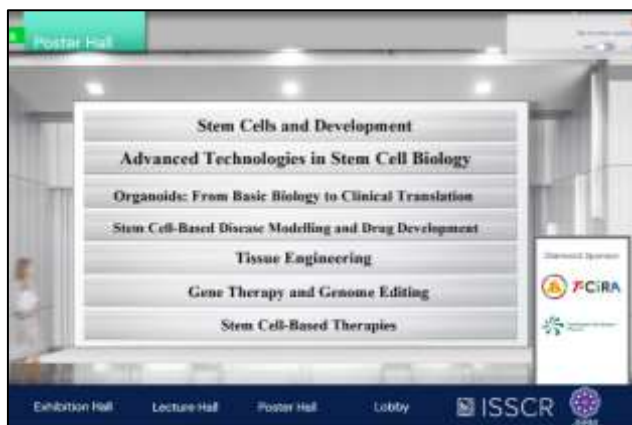 Poster Hall
Stem Cells and Development
Advanced Technologies in Stem Cell Biology
Organoids: From Basic Biology to Clinical Translation
Stem Cell-Based Disease Modelling and Drug Development
Tissue Engineering
Gene Therapy and Genome Editing
Stem Cell-Based Therapies
Diamond Sponsor
CiRA
Exhibition Hall
Lecture Hall
Poster Hall
Lobby
ISSCR